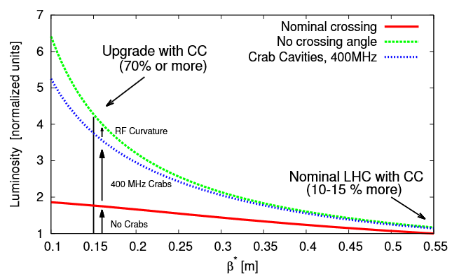 7
6
5
4
3
2
1
Luminosity [normalized units]
Nominal crossing
No crossing angle
Crab Cavities, 400MHz
Upgrade with CC
(70% or more)
RF Curvature
400 MHz Crabs
No Crabs
Nominal LHC with CC
(10-15 % more)
0.1 0.15 0.2 0.25 0.3 0.35 0.4 0.45 0.5 0.55
β* [m]